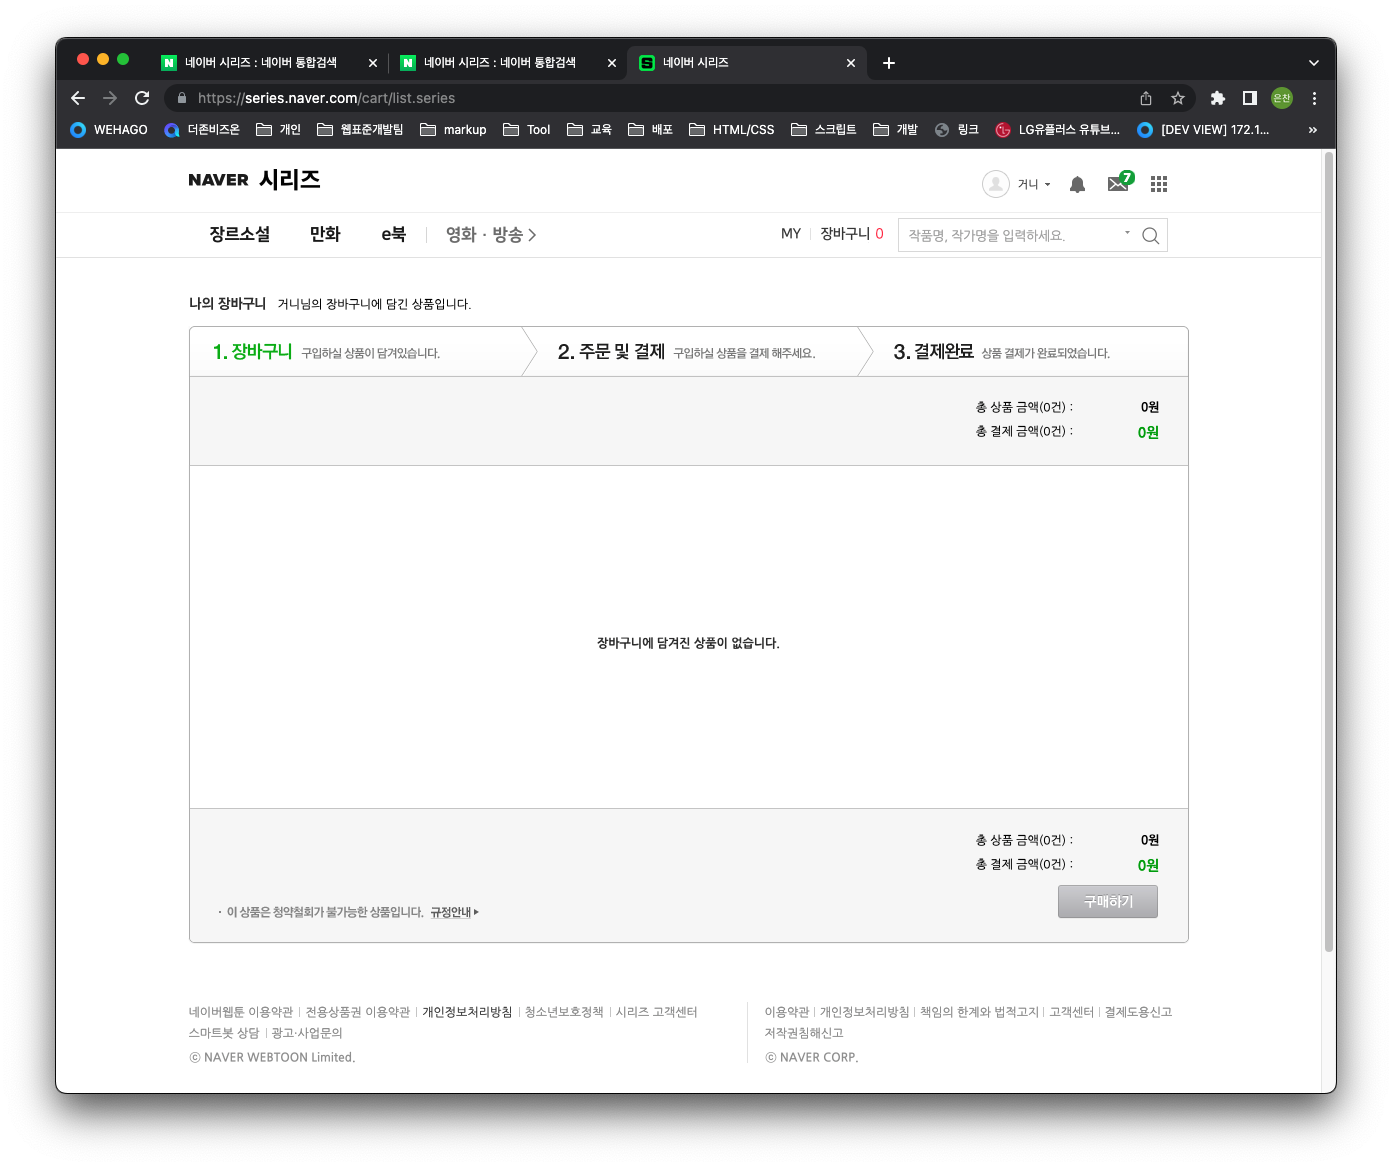 네이버 시리즈 : 네이버 통합검색
네이버 시리즈 : 네이버 통합검색
네이버 시리즈
https://series.naver.com/cart/list.series
은찬
WEHAGO 더존비즈온 개인 웹표준개발팀 markup Tool 교육 배포 HTML/CSS 스크립트 개발 링크 LG유플러스 유튜브... [DEV VIEW] 172.1... »
NAVER 시리즈
거니
7
장르소설 만화 e북 영화 · 방송
MY 장바구니 0 작품명, 작가명을 입력하세요.
나의 장바구니 거니님의 장바구니에 담긴 상품입니다.
1. 장바구니 구입하실 상품이 담겨있습니다. 2. 주문 및 결제 구입하실 상품을 결제 해주세요. 3. 결제완료 상품 결제가 완료되었습니다.
총 상품 금액(0건) : 0원
총 결제 금액(0건) : 0원
장바구니에 담겨진 상품이 없습니다.
총 상품 금액(0건) : 0원
총 결제 금액(0건) : 0원
구매하기
· 이 상품은 청약철회가 불가능한 상품입니다. 규정안내
네이버웹툰 이용약관 전용상품권 이용약관 개인정보처리방침 청소년보호정책 시리즈 고객센터
스마트봇 상담 광고·사업문의
ⓒ NAVER WEBTOON Limited.
이용약관 개인정보처리방침 책임의 한계와 법적고지 고객센터 결제도용신고
저작권침해신고
ⓒ NAVER CORP.